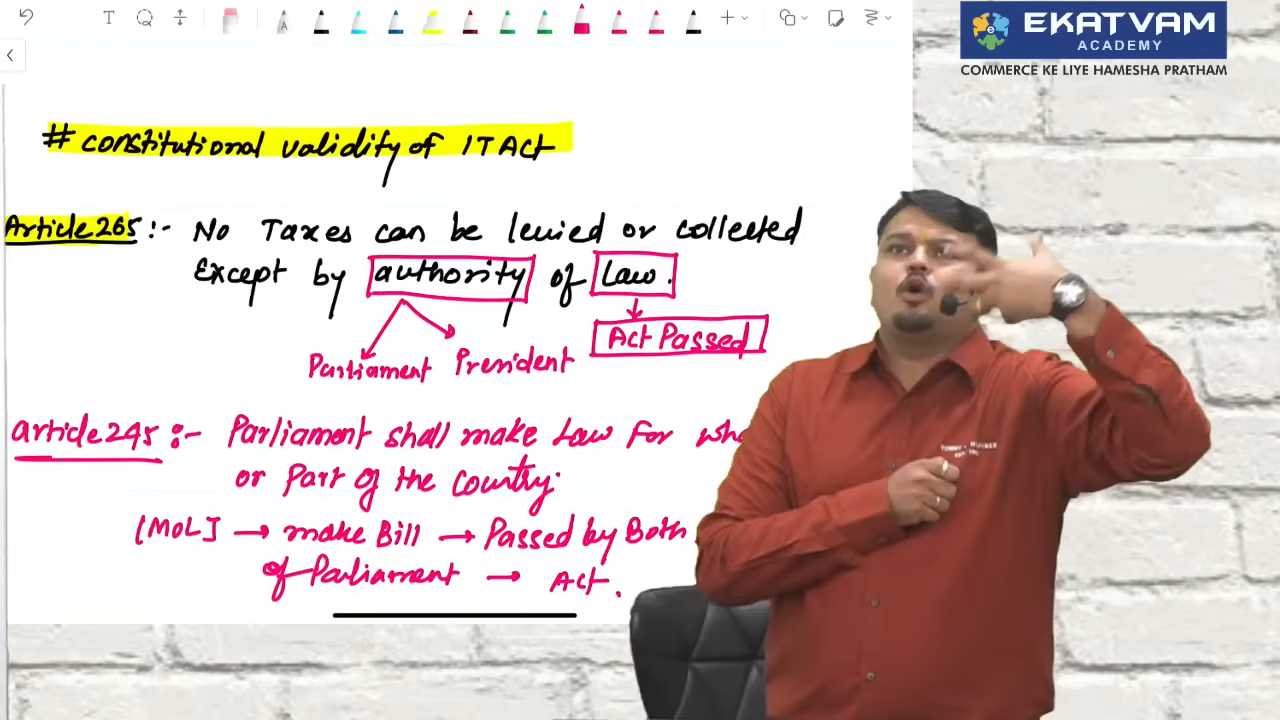 EKATVAM
ACADEMY
COMMERCE KE LIYE HAMESHA PRATHAM
# constitutional validity of IT Act
Article 265 :- No Taxes can be levied or collected
Except by authority of Law.
Act Passed
Parliament President
article 245 :- Parliament shall make Law For
or Part of the country.
[MoL] → make Bill → Passed by Both
of Parliament → Act.